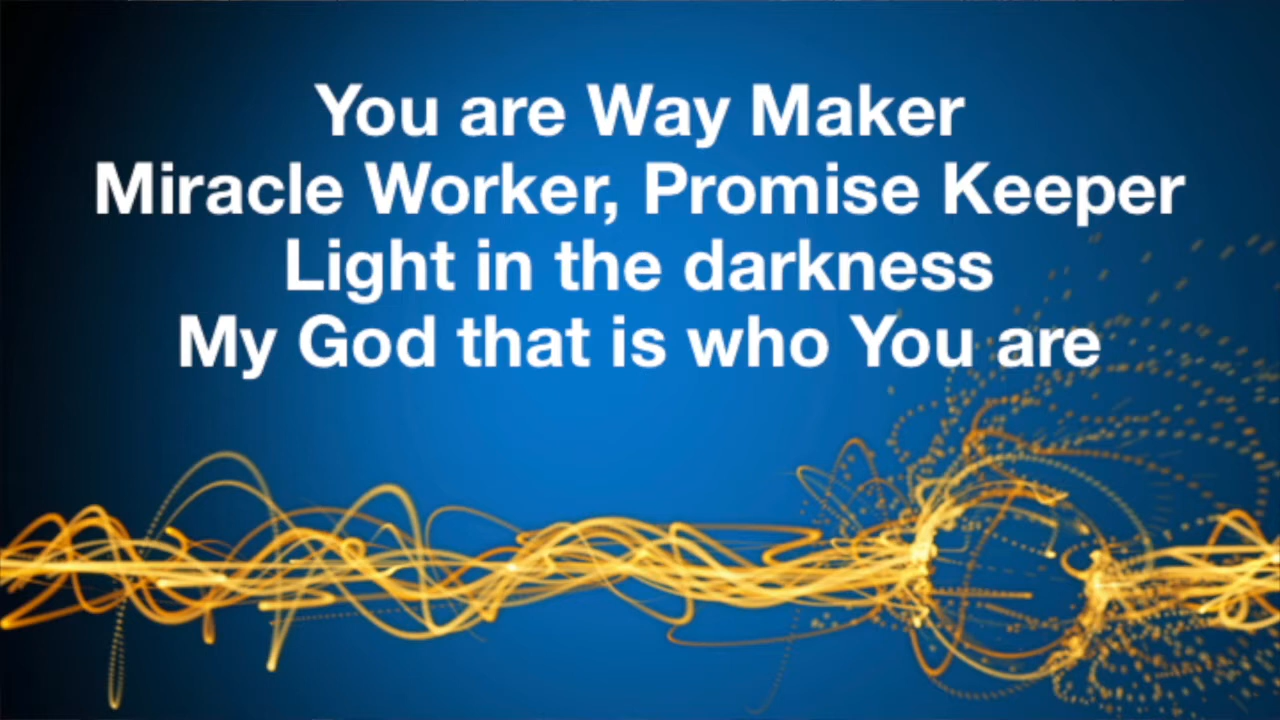 You are Way Maker
Miracle Worker, Promise Keeper
Light in the darkness
My God that is who You are